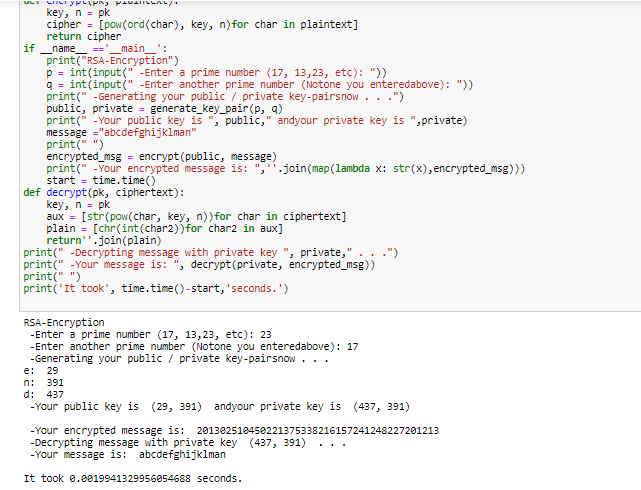 def encrypt(pk, plaintext):
key, n = pk
cipher = [pow(ord(char), key, n)for char in plaintext]
return cipher
if __name__ =='__main__':
print("RSA-Encryption")
p = int(input(" -Enter a prime number (17, 13,23, etc): "))
q = int(input(" -Enter another prime number (Notone you enteredabove): "))
print(" -Generating your public / private key-pairsnow . . .")
public, private = generate_key_pair(p, q)
print(" -Your public key is ", public," andyour private key is ",private)
message ="abcdefghijklman"
print(" ")
encrypted_msg = encrypt(public, message)
print(" -Your encrypted message is: ",''.join(map(lambda x: str(x),encrypted_msg)))
start = time.time()
def decrypt(pk, ciphertext):
key, n = pk
aux = [str(pow(char, key, n))for char in ciphertext]
plain = [chr(int(char2))for char2 in aux]
return''.join(plain)
print(" -Decrypting message with private key ", private," . . .")
print(" -Your message is: ", decrypt(private, encrypted_msg))
print(" ")
print('It took', time.time()-start,'seconds.')
RSA-Encryption
-Enter a prime number (17, 13,23, etc): 23
-Enter another prime number (Notone you enteredabove): 17
-Generating your public / private key-pairsnow . . .
e: 29
n: 391
d: 437
-Your public key is (29, 391) andyour private key is (437, 391)
-Your encrypted message is: 20130251045022137533821615724124822​7201213
-Decrypting message with private key (437, 391) . . .
-Your message is: abcdefghijklman
It took 0.0019941329956054688 seconds.